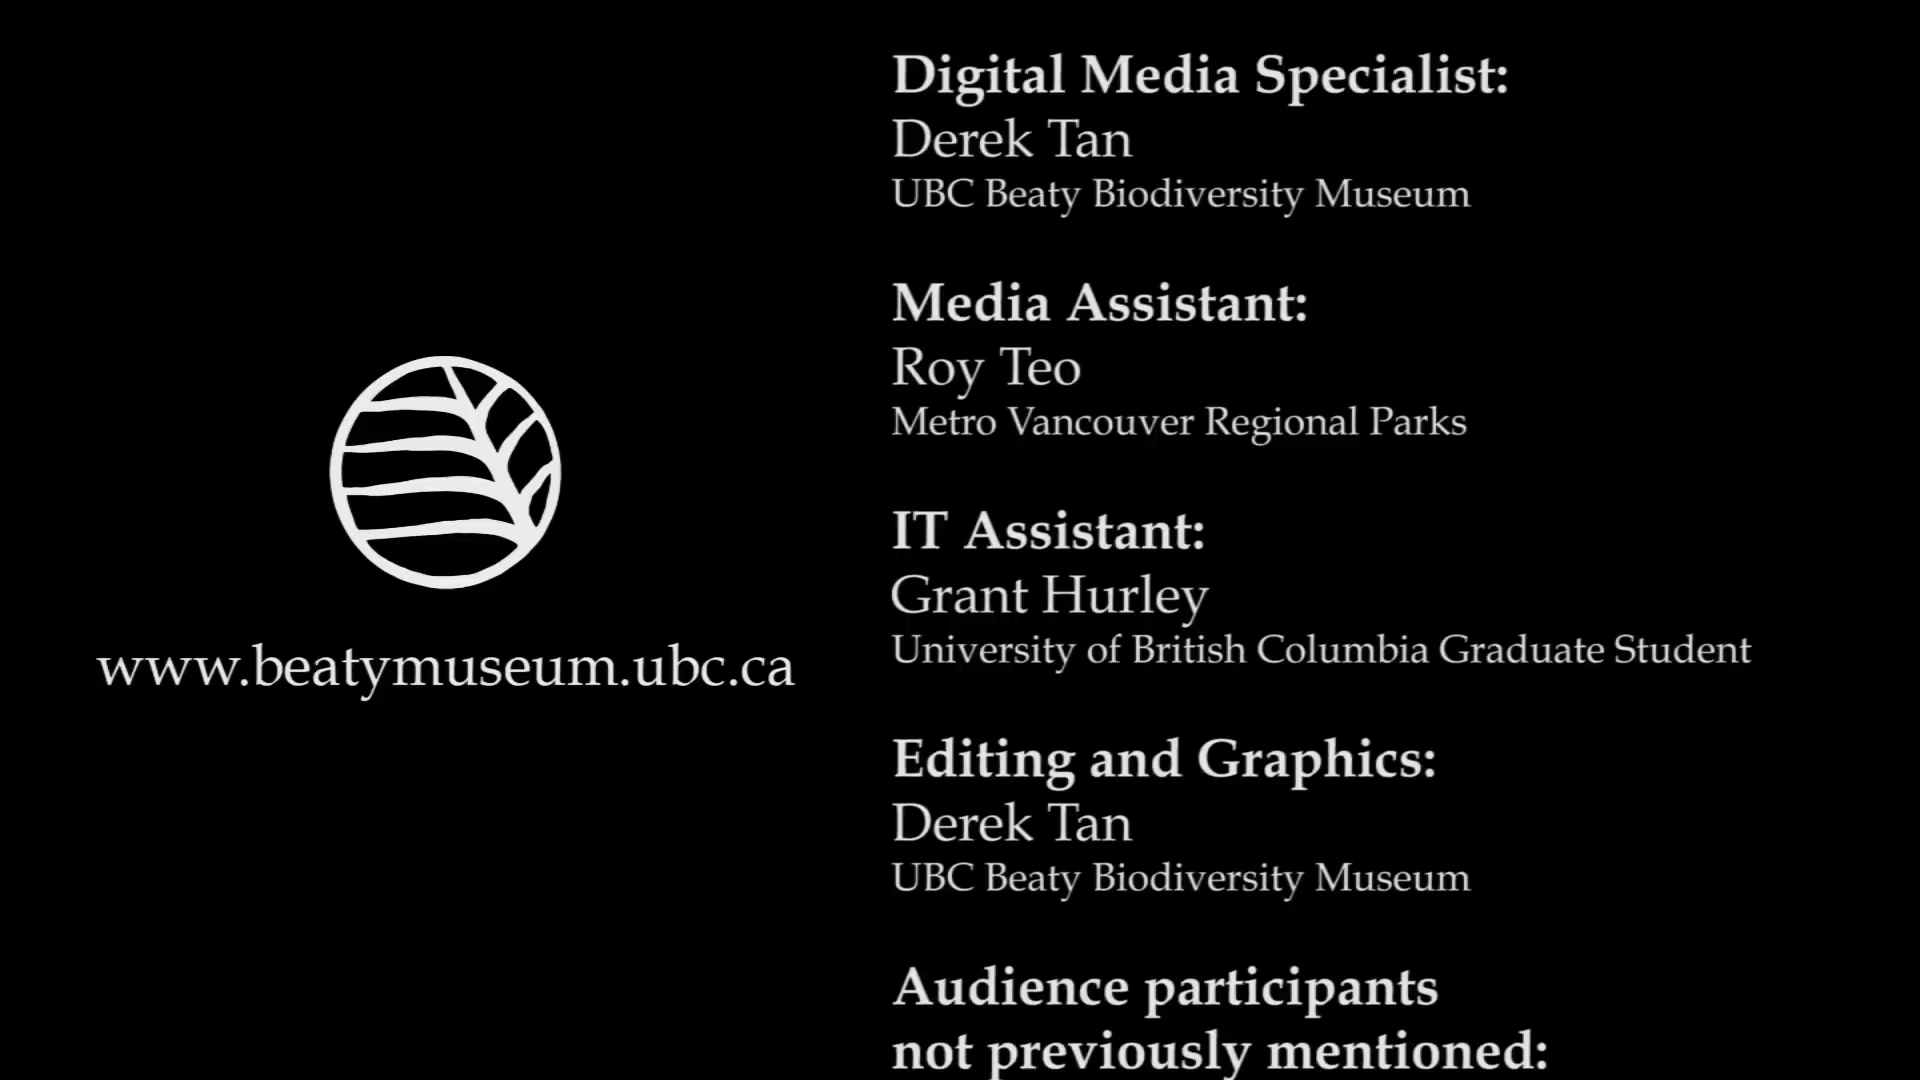 www.beatymuseum.ubc.ca
Digital Media Specialist:
Derek Tan
UBC Beaty Biodiversity Museum
Media Assistant:
Roy Teo
Metro Vancouver Regional Parks
IT Assistant:
Grant Hurley
University of British Columbia Graduate Student
Editing and Graphics:
Derek Tan
UBC Beaty Biodiversity Museum
Audience participants
not previously mentioned: